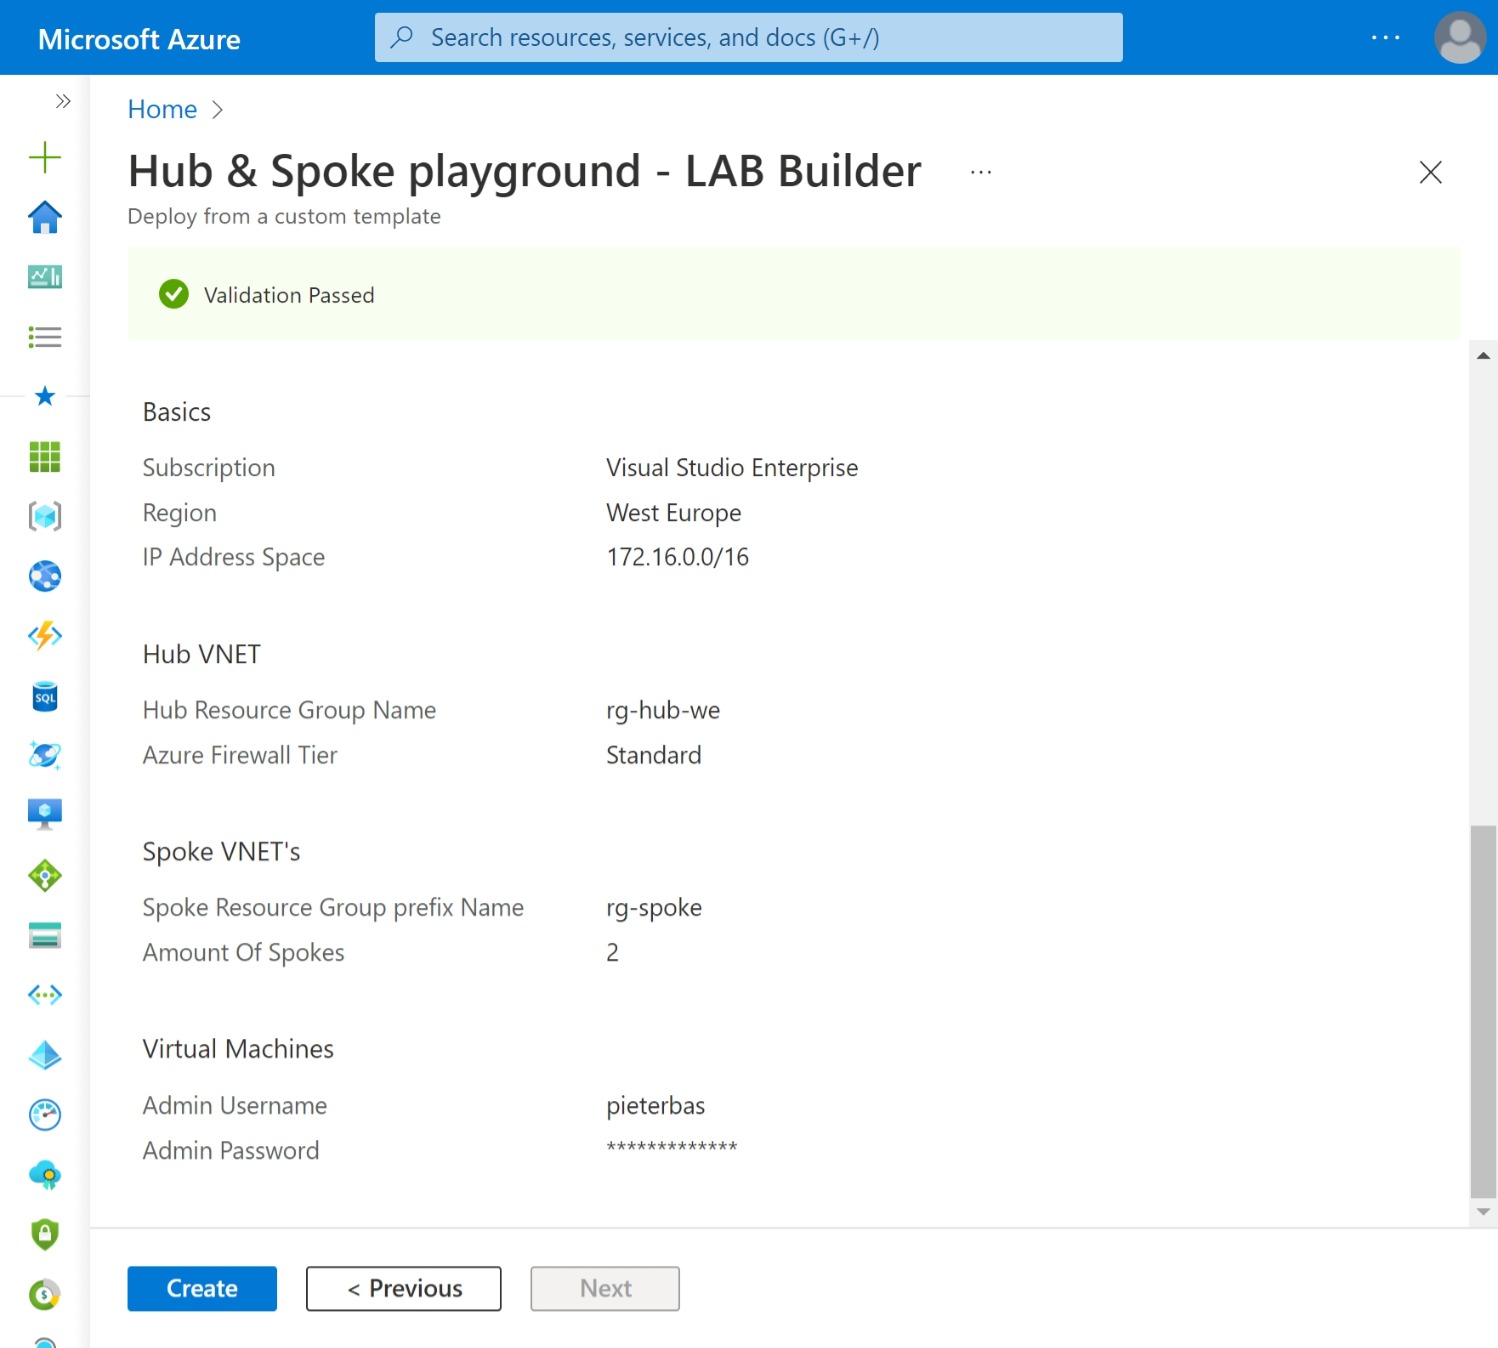 Microsoft Azure
Search resources, services, and docs (G+/)
...
Home >
Hub & Spoke playground - LAB Builder ...
Deploy from a custom template
Validation Passed
Basics
Subscription Visual Studio Enterprise
Region West Europe
IP Address Space 172.16.0.0/16
Hub VNET
Hub Resource Group Name rg-hub-we
Azure Firewall Tier Standard
Spoke VNET's
Spoke Resource Group prefix Name rg-spoke
Amount Of Spokes 2
Virtual Machines
Admin Username pieterbas
Admin Password *************
SQL
Create < Previous Next